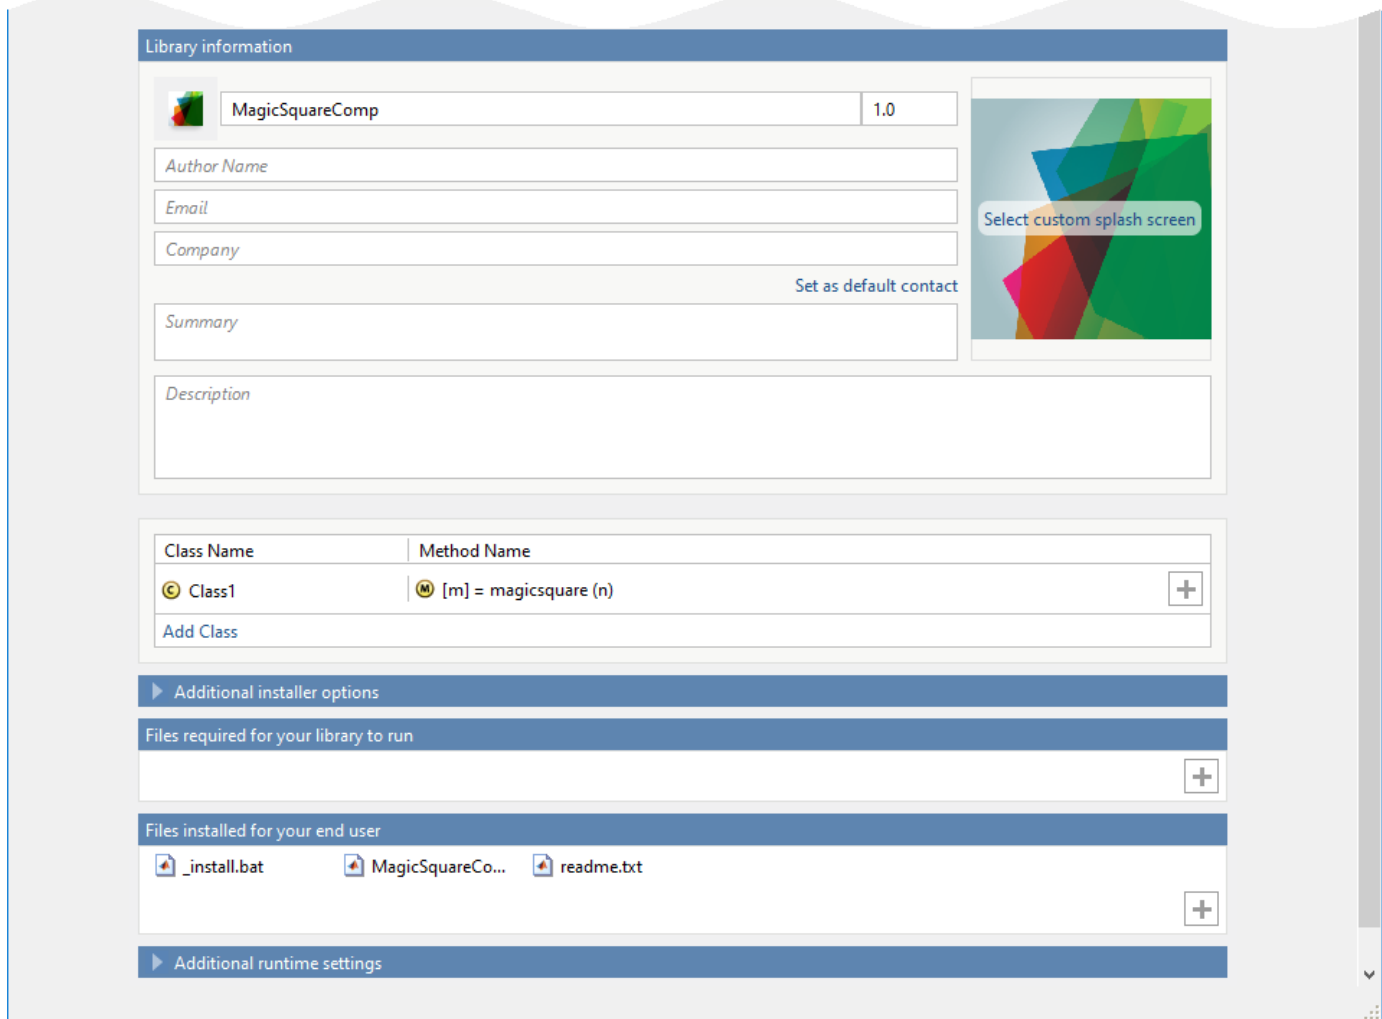 Library information
MagicSquareComp 1.0
Author Name
Email
Company
Select custom splash screen
Set as default contact
Summary
Description
Class Name Method Name
C Class1 M [m] = magicsquare (n)
Add Class
Additional installer options
Files required for your library to run
Files installed for your end user
_install.bat MagicSquareCo... readme.txt
Additional runtime settings